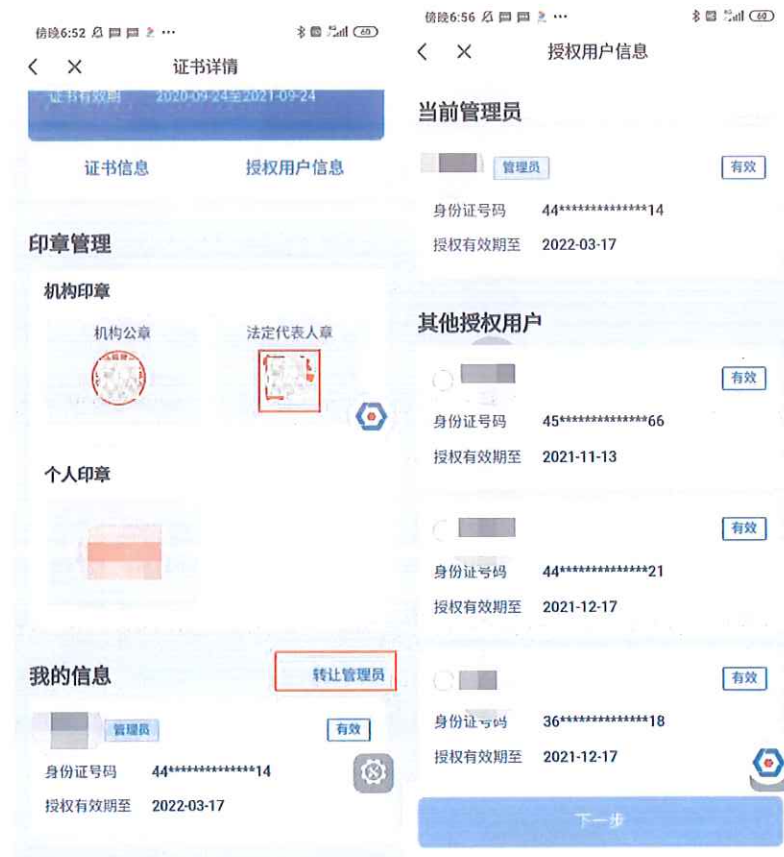 傍晚6:52
证书详情
证书有效期 2020-09-24至2021-09-24
证书信息 授权用户信息
印章管理
机构印章
机构公章 法定代表人章
个人印章
我的信息 转让管理员
管理员 有效
身份证号码 44**************14
授权有效期至 2022-03-17
傍晚6:56
授权用户信息
当前管理员
管理员 有效
身份证号码 44**************14
授权有效期至 2022-03-17
其他授权用户
有效
身份证号码 45**************66
授权有效期至 2021-11-13
有效
身份证号码 44**************21
授权有效期至 2021-12-17
有效
身份证号码 36**************18
授权有效期至 2021-12-17
下一步